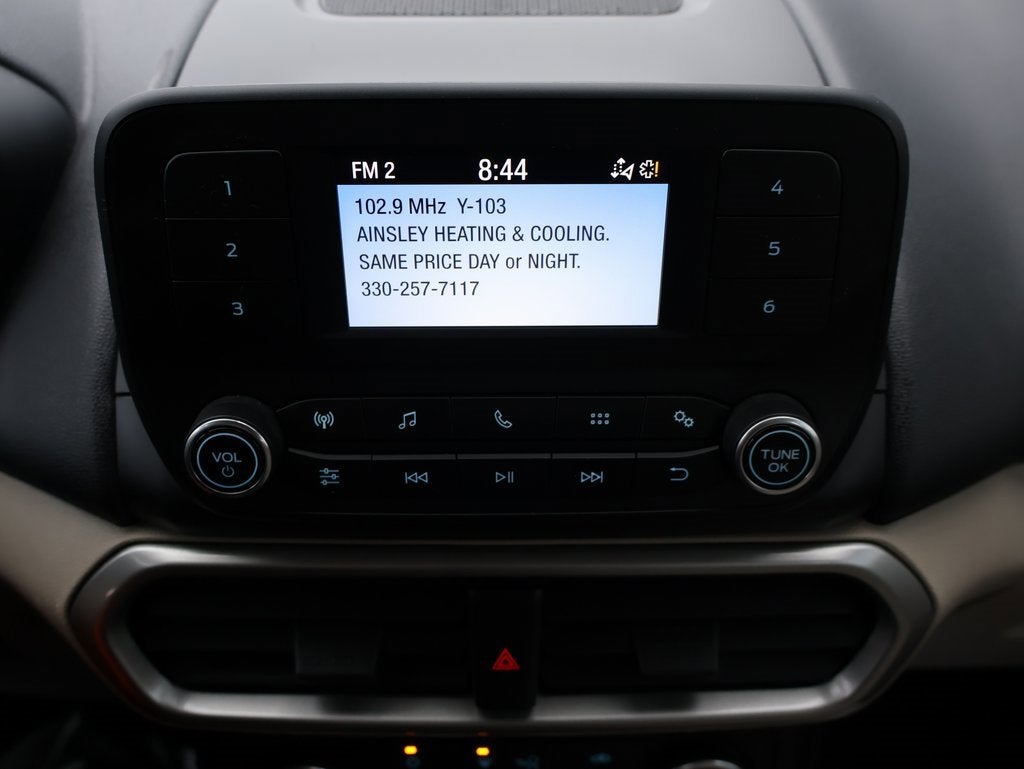 FM 2 8:44
102.9 MHz Y-103
AINSLEY HEATING & COOLING.
SAME PRICE DAY or NIGHT.
330-257-7117
1
2
3
4
5
6
VOL
TUNE
OK